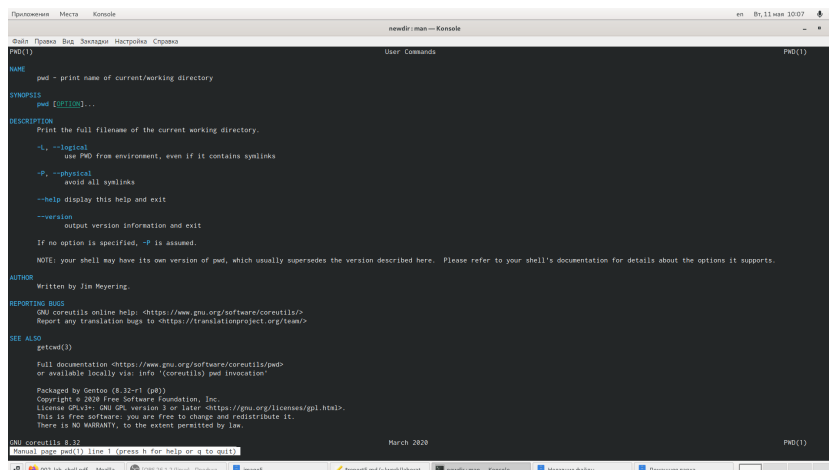 Приложения Места Konsole en Вт, 11 мая 10:07
newdir : man — Konsole
Файл Правка Вид Закладки Настройка Справка
PWD(1) User Commands PWD(1)
NAME
pwd - print name of current/working directory
SYNOPSIS
pwd [OPTION]...
DESCRIPTION
Print the full filename of the current working directory.
-L, --logical
use PWD from environment, even if it contains symlinks
-P, --physical
avoid all symlinks
--help display this help and exit
--version
output version information and exit
If no option is specified, -P is assumed.
NOTE: your shell may have its own version of pwd, which usually supersedes the version described here. Please refer to your shell's documentation for details about the options it supports.
AUTHOR
Written by Jim Meyering.
REPORTING BUGS
GNU coreutils online help: <https://www.gnu.org/software/coreutils/>
Report any translation bugs to <https://translationproject.org/team/>
SEE ALSO
getcwd(3)
Full documentation <https://www.gnu.org/software/coreutils/pwd>
or available locally via: info '(coreutils) pwd invocation'
Packaged by Gentoo (8.32-r1 (p0))
Copyright © 2020 Free Software Foundation, Inc.
License GPLv3+: GNU GPL version 3 or later <https://gnu.org/licenses/gpl.html>.
This is free software: you are free to change and redistribute it.
There is NO WARRANTY, to the extent permitted by law.
GNU coreutils 8.32 March 2020 PWD(1)
Manual page pwd(1) line 1 (press h for help or q to quit)